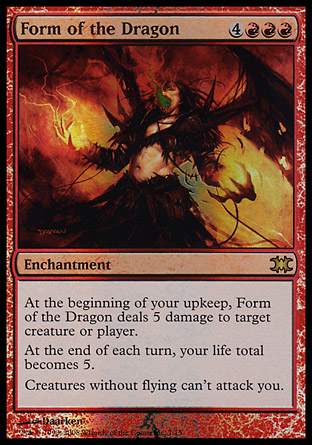 Form of the Dragon 4
DAARKEN
Enchantment
At the beginning of your upkeep, Form
of the Dragon deals 5 damage to target
creature or player.
At the end of each turn, your life total
becomes 5.
Creatures without flying can't attack you.
Daarken